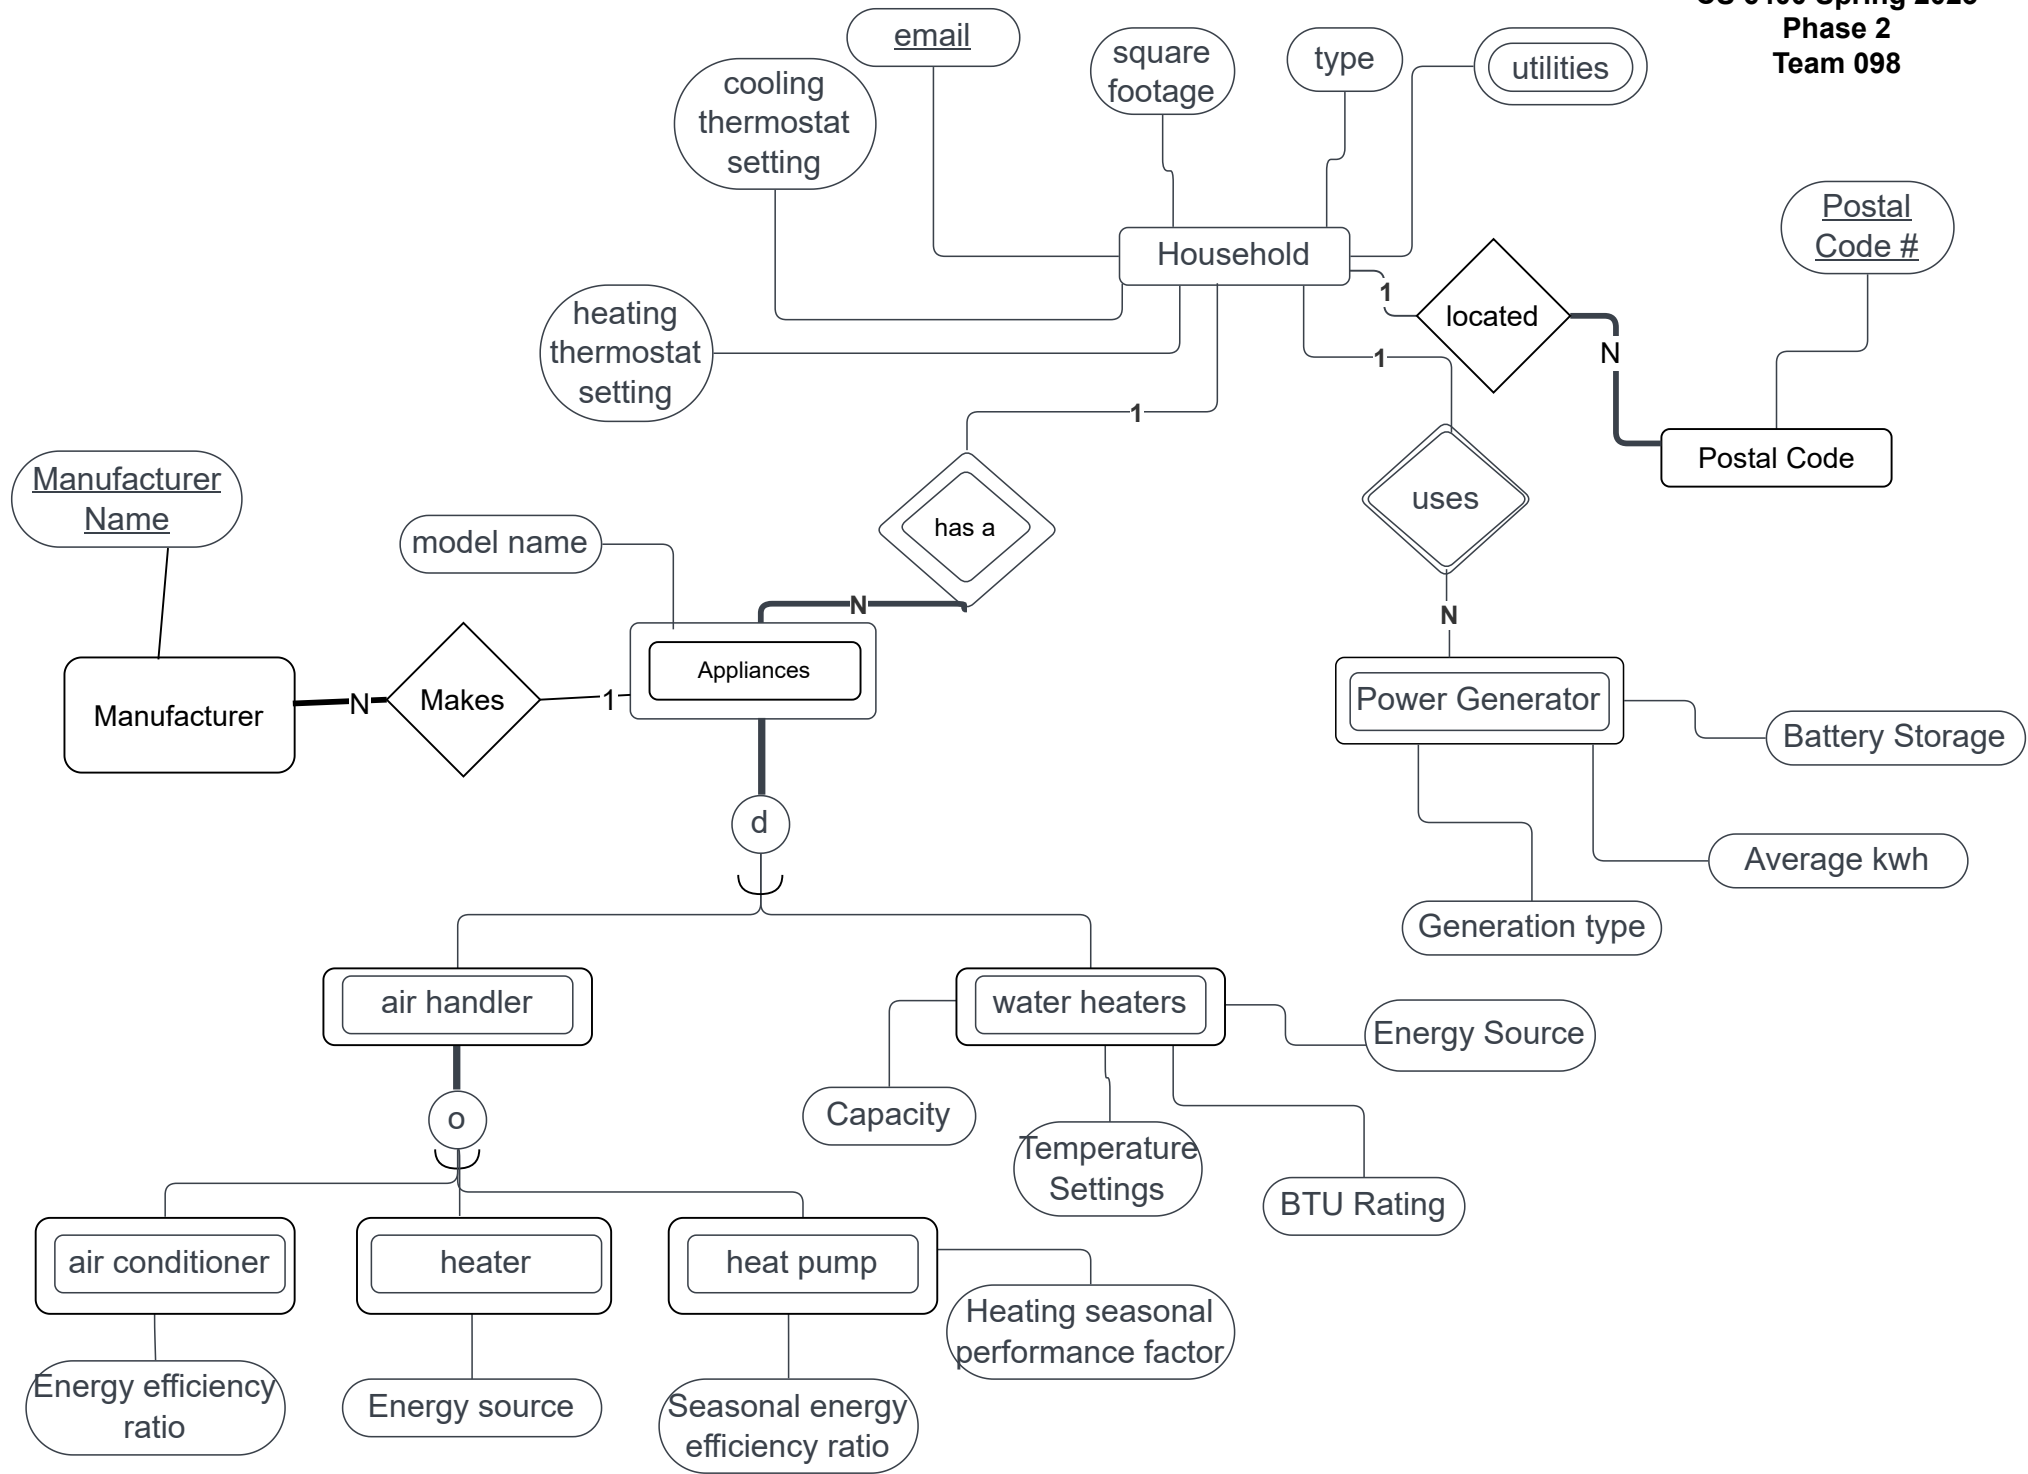 Phase 2
Team 098
email
square
footage
type
utilities
cooling
thermostat
setting
Postal
Code #
Household
heating
thermostat
setting
1
located
N
1
1
Postal Code
Manufacturer
Name
model name
has a
uses
N
N
Appliances
Manufacturer
N
Makes
1
Power Generator
Battery Storage
d
Average kwh
Generation type
air handler
water heaters
Energy Source
o
Capacity
Temperature
Settings
BTU Rating
air conditioner
heater
heat pump
Heating seasonal
performance factor
Energy efficiency
ratio
Energy source
Seasonal energy
efficiency ratio